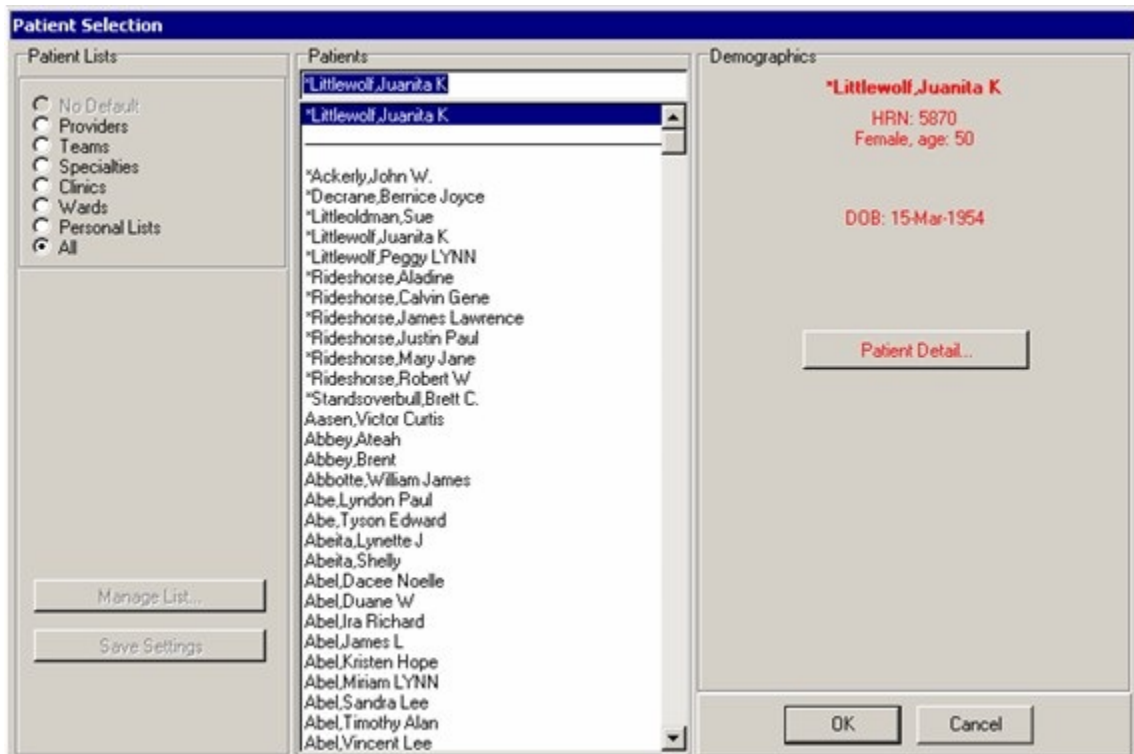 Patient Selection
Patient Lists
No Default
Providers
Teams
Specialties
Clinics
Wards
Personal Lists
All
Manage List...
Save Settings
Patients
*Littlewolf,Juanita K
*Littlewolf,Juanita K
*Ackerly,John W.
*Decrane,Bernice Joyce
*Littleoldman,Sue
*Littlewolf,Juanita K
*Littlewolf,Peggy LYNN
*Rideshorse,Aladine
*Rideshorse,Calvin Gene
*Rideshorse,James Lawrence
*Rideshorse,Justin Paul
*Rideshorse,Mary Jane
*Rideshorse,Robert W
*Standsoverbull,Brett C.
Aasen,Victor Curtis
Abbey,Ateah
Abbey,Brent
Abbotte,William James
Abe,Lyndon Paul
Abe,Tyson Edward
Abeita,Lynette J
Abeita,Shelly
Abel,Dacee Noelle
Abel,Duane W
Abel,Ira Richard
Abel,James L
Abel,Kristen Hope
Abel,Miriam LYNN
Abel,Sandra Lee
Abel,Timothy Alan
Abel,Vincent Lee
Demographics
*Littlewolf,Juanita K
HRN: 5870
Female, age: 50
DOB: 15-Mar-1954
Patient Detail...
OK
Cancel